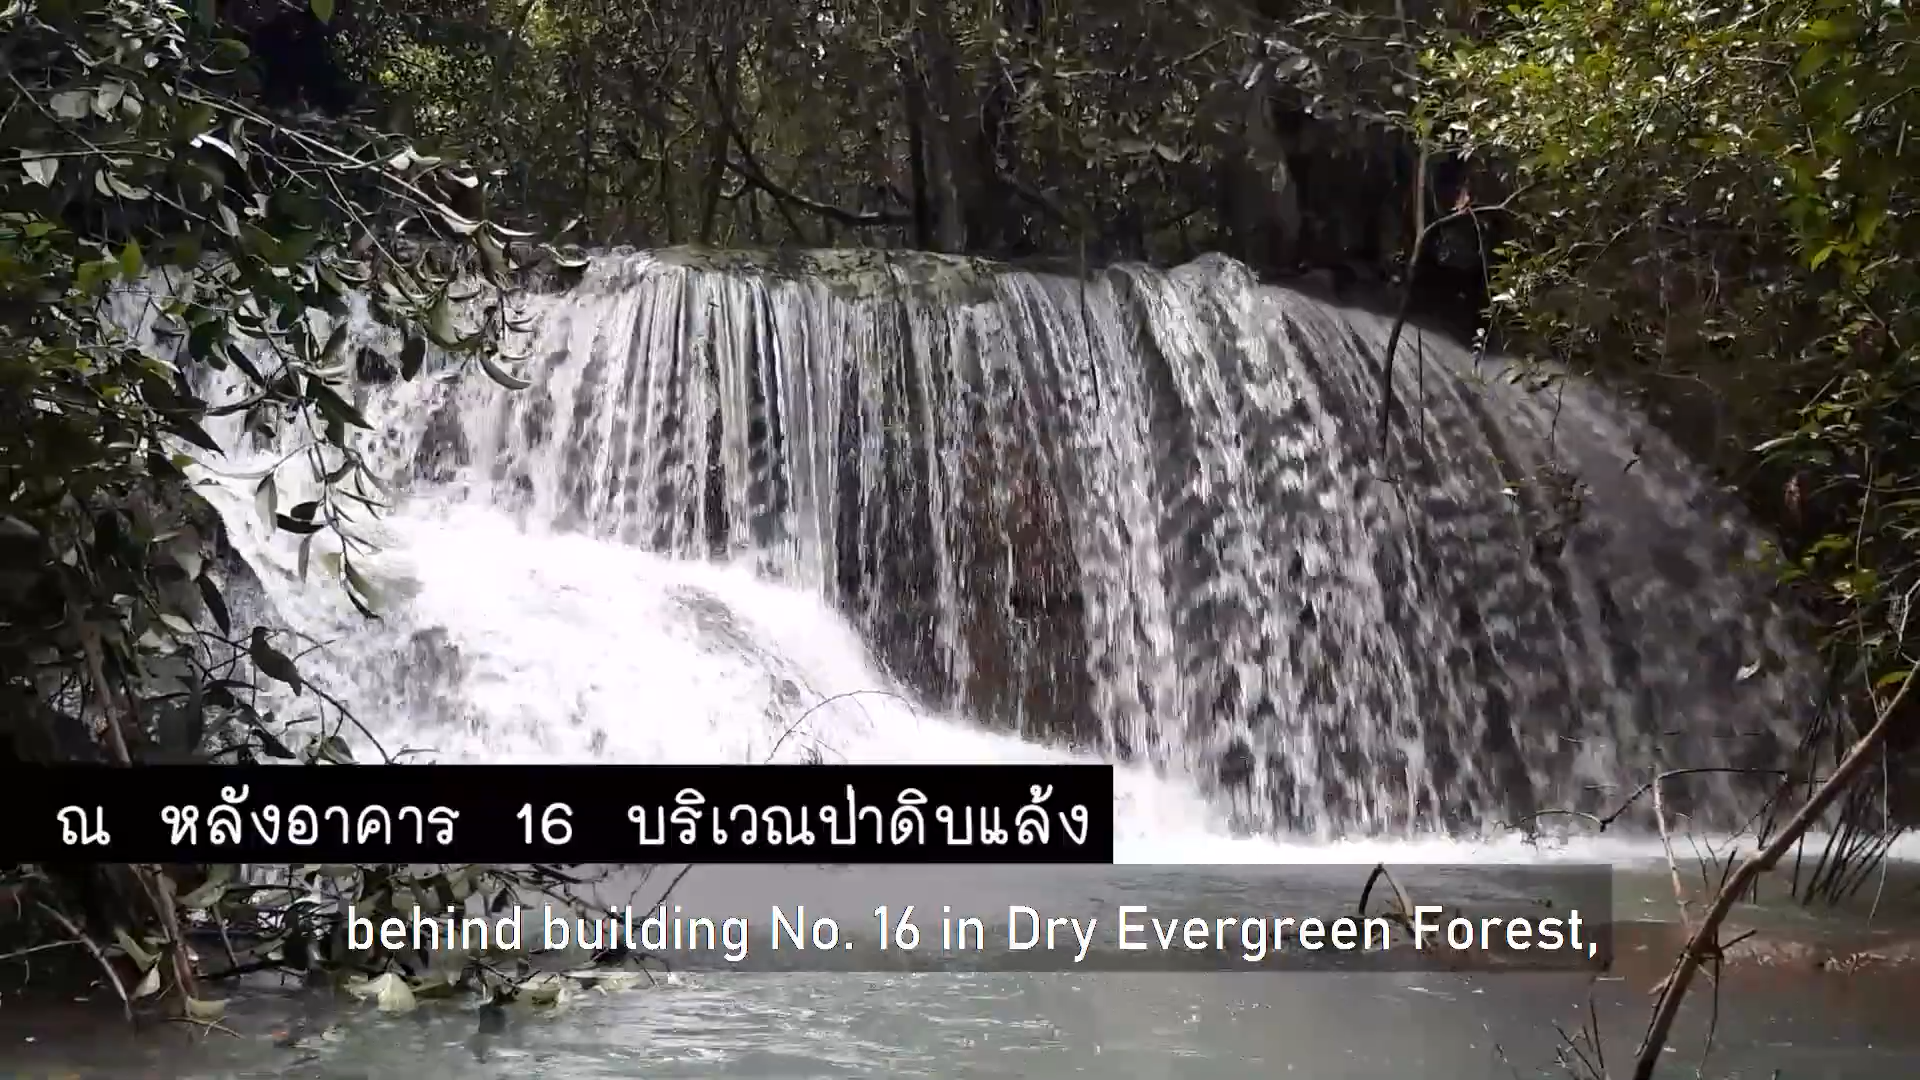 ณ หลังอาคาร 16 บริเวณป่าดิบแล้ง
behind building No. 16 in Dry Evergreen Forest,